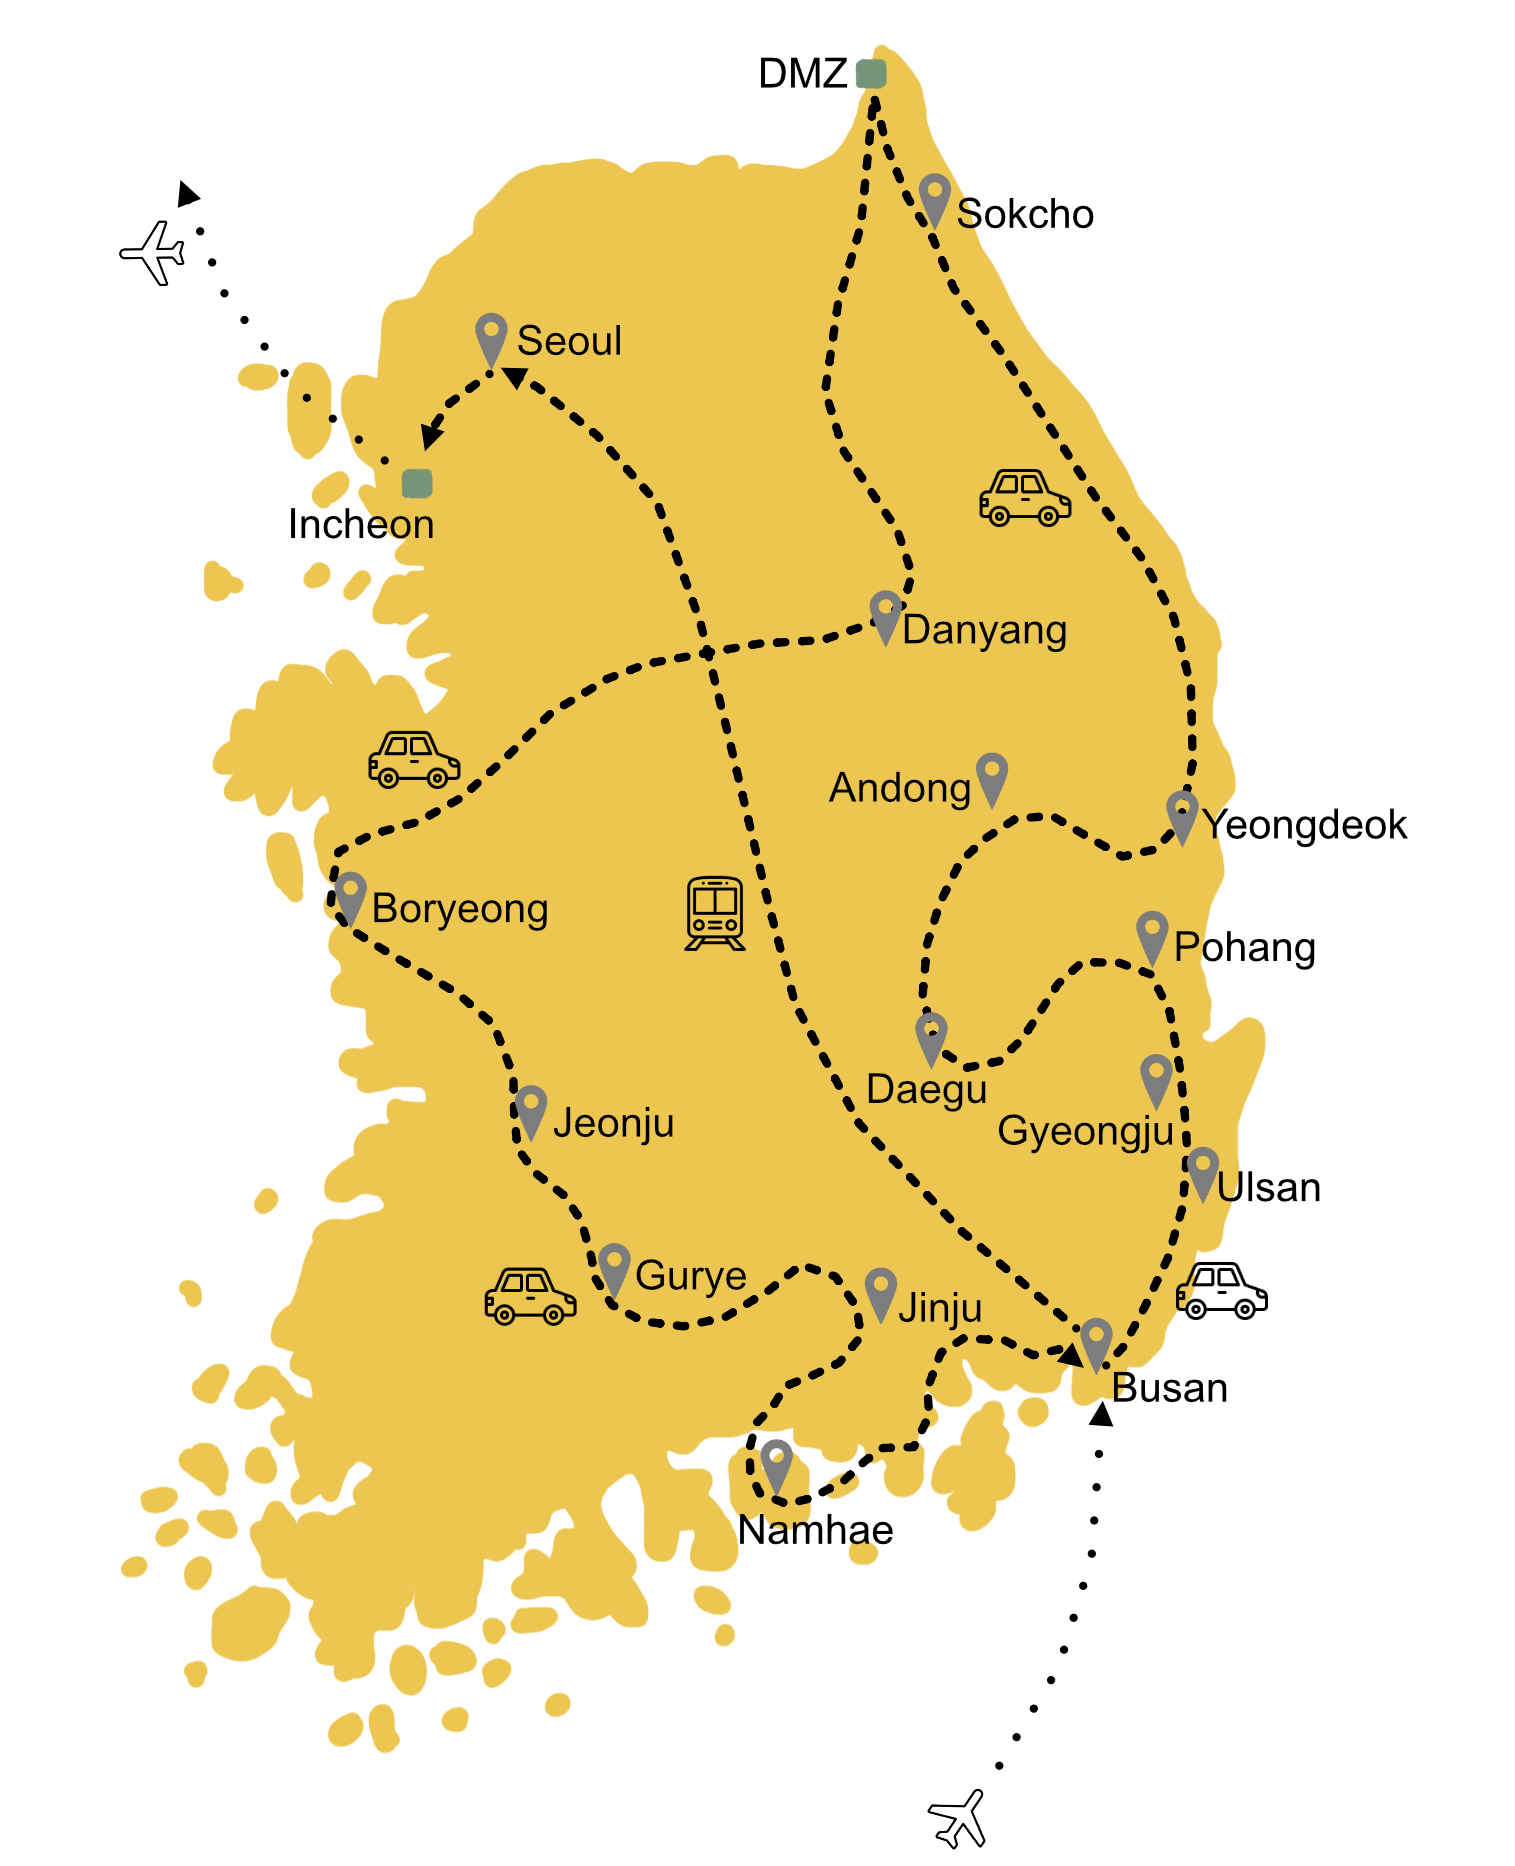 DMZ
Sokcho
Seoul
Incheon
Danyang
Andong
Yeongdeok
Boryeong
Pohang
Daegu
Jeonju
Gyeongju
Ulsan
Gurye
Jinju
Busan
Namhae